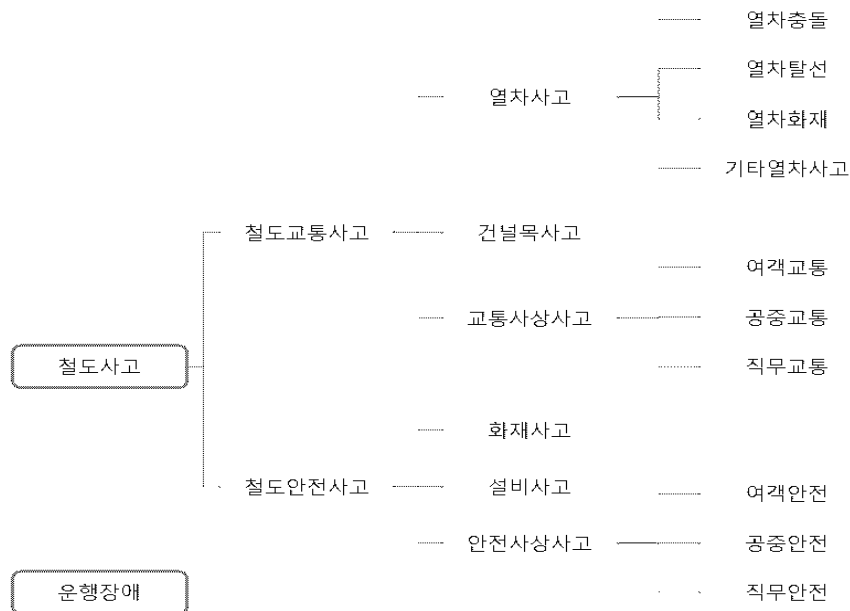 열차충돌
열차탈선
열차사고
열차화재
기타열차사고
철도교통사고
건널목사고
여객교통
교통사상사고
공중교통
철도사고
직무교통
화재사고
철도안전사고
설비사고
여객안전
안전사상사고
공중안전
운행장애
직무안전